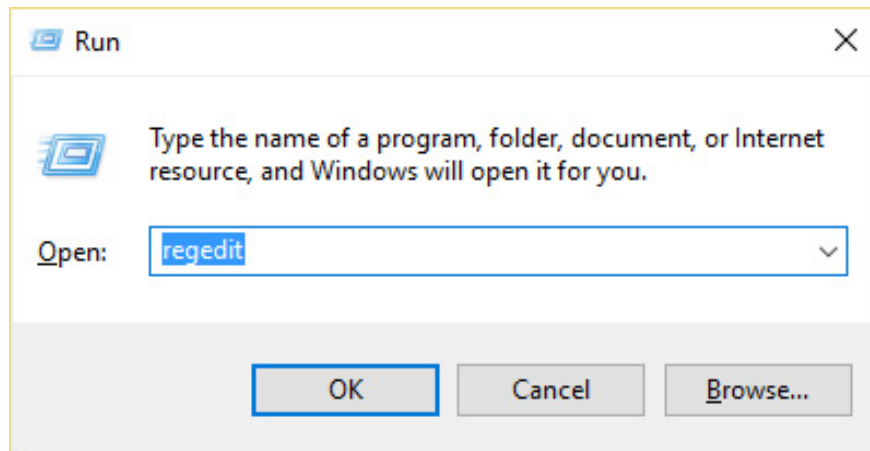 Run
Type the name of a program, folder, document, or Internet
resource, and Windows will open it for you.
Open: regedit
OK Cancel Browse...